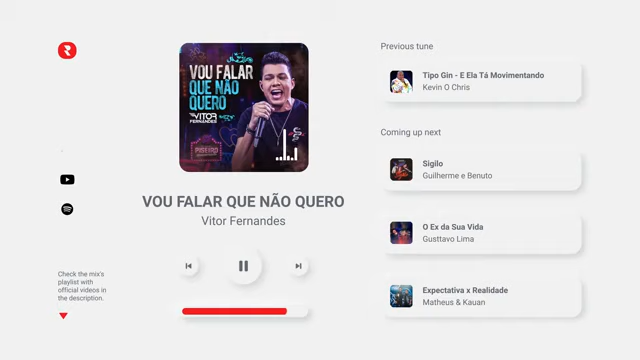 VOU FALAR
QUE NÃO
QUERO
VITOR
FERNANDES
VOU FALAR QUE NÃO QUERO
Vitor Fernandes
Check the mix's
playlist with
official videos in
the description.
Previous tune
Tipo Gin - E Ela Tá Movimentando
Kevin O Chris
Coming up next
Sigilo
Guilherme e Benuto
O Ex da Sua Vida
Gusttavo Lima
Expectativa x Realidade
Matheus & Kauan